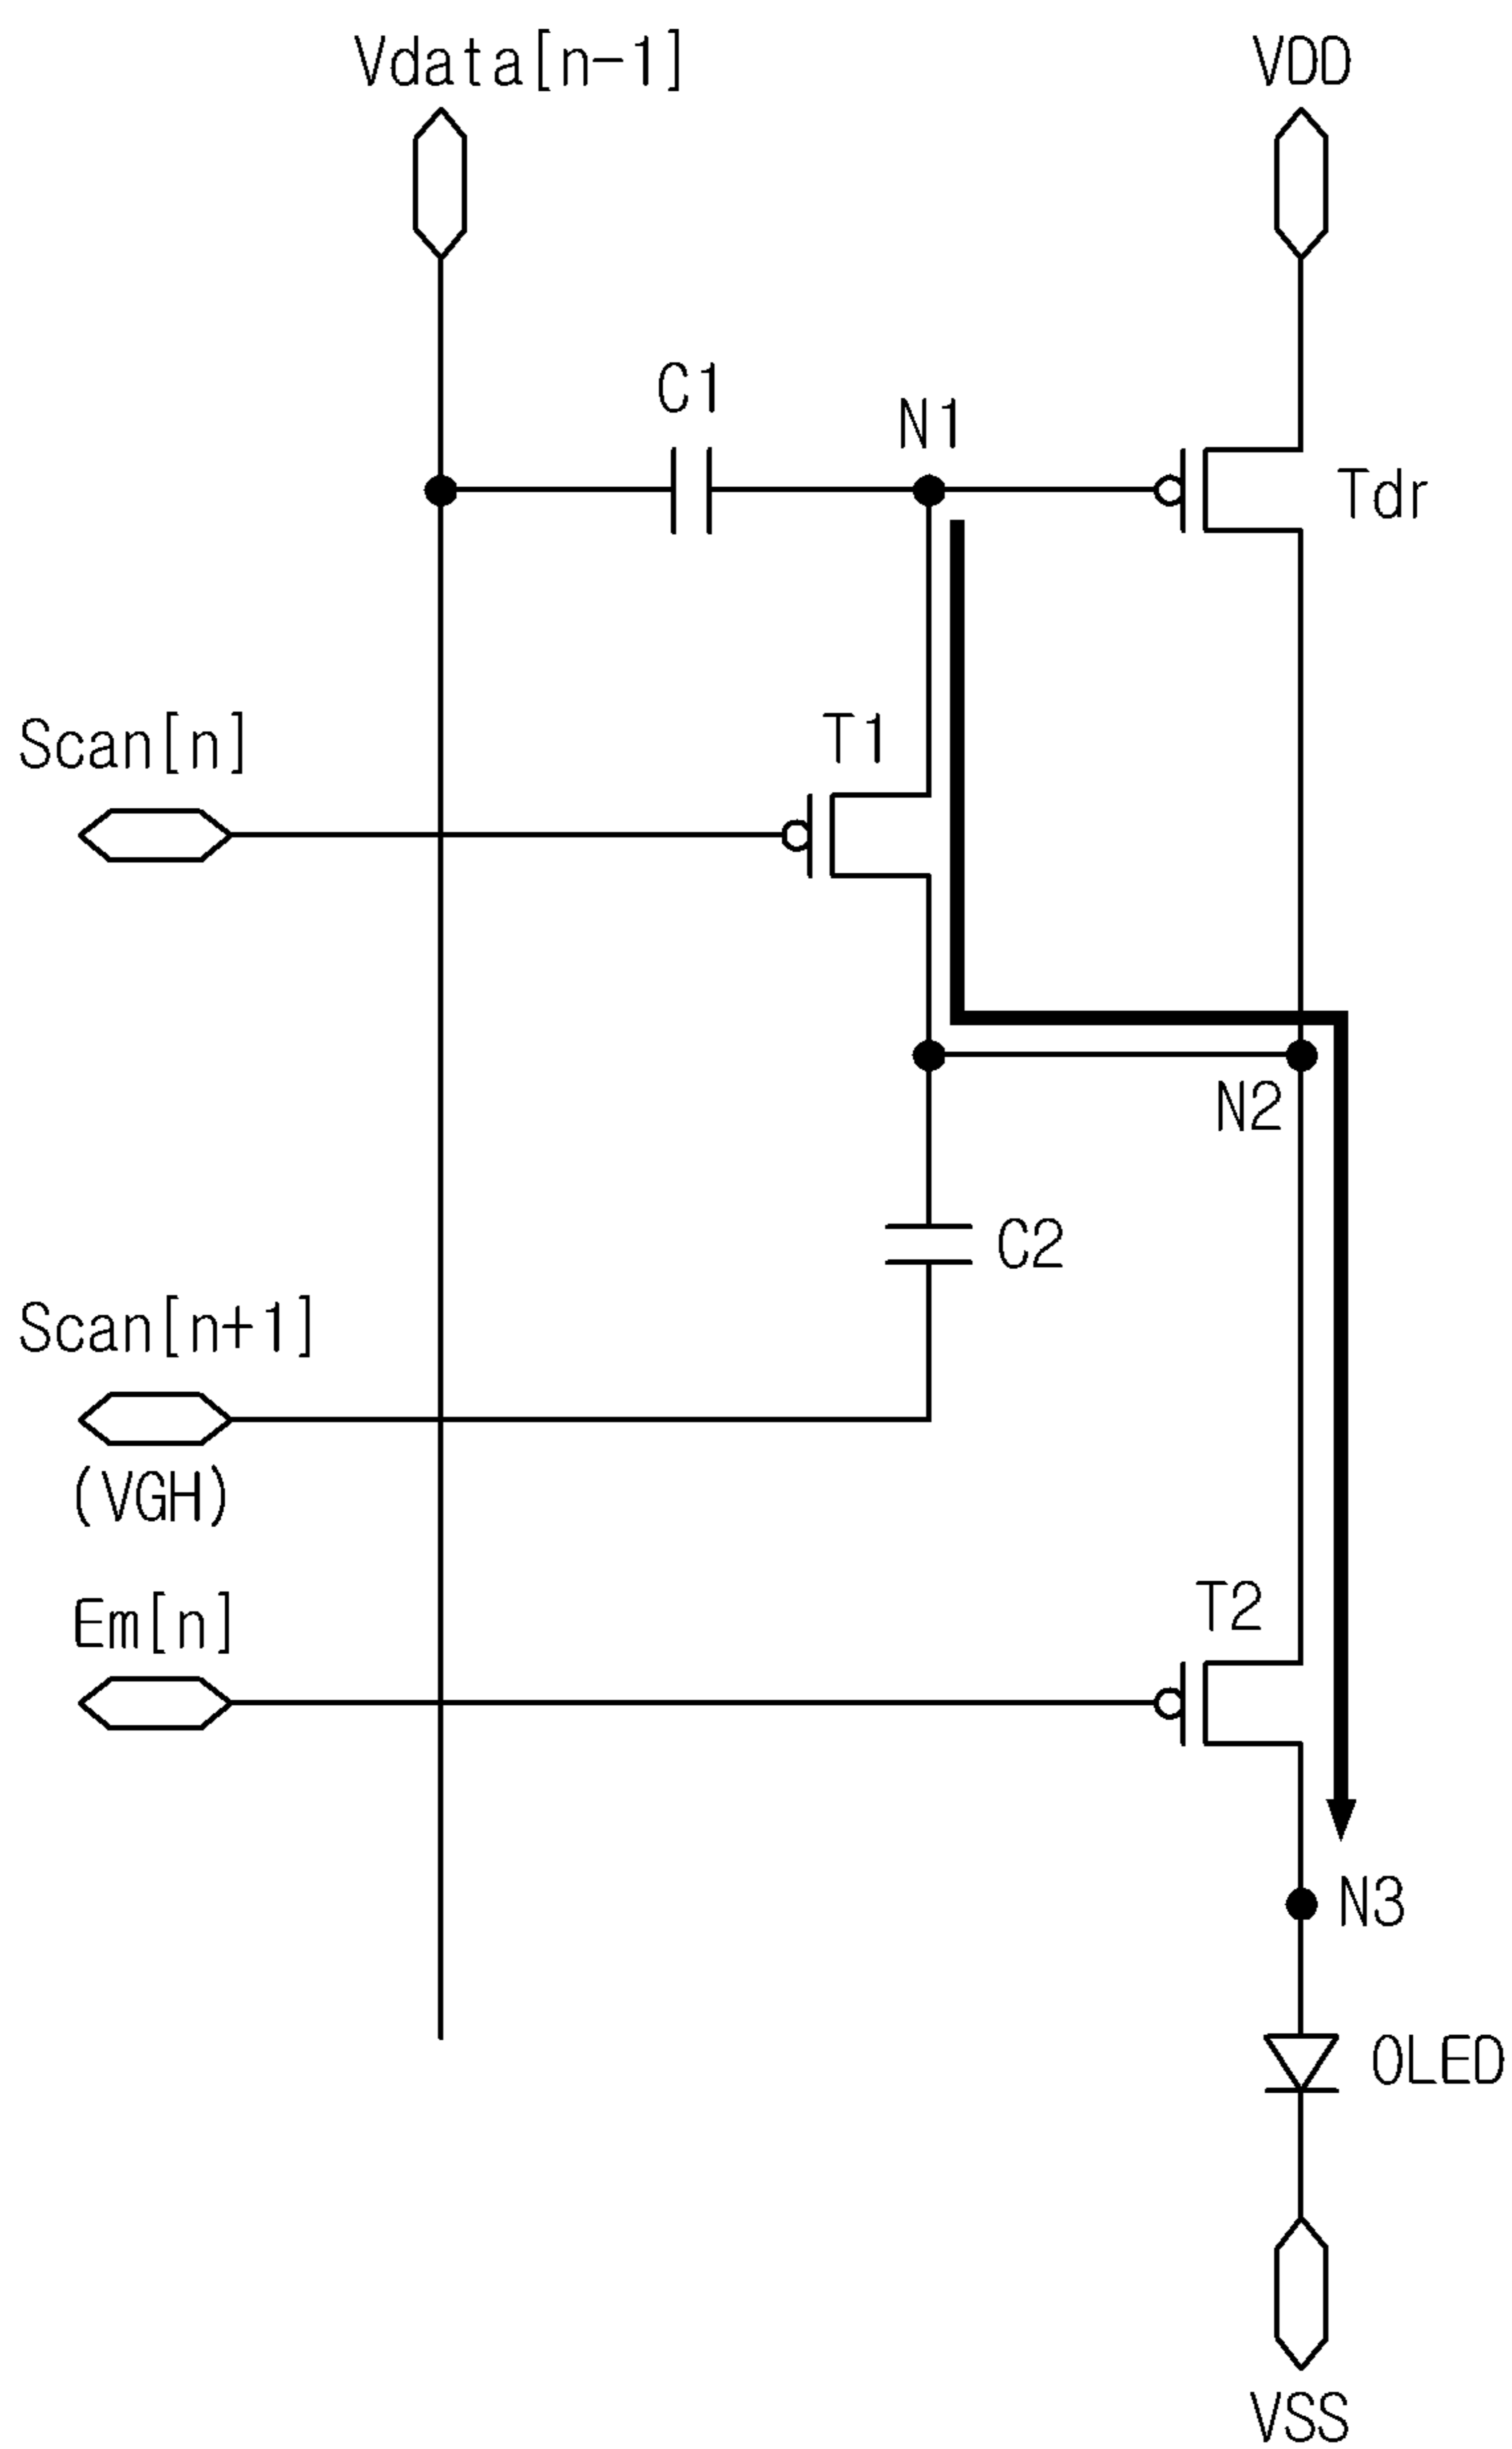 Vdata[n-1]
VDD
C1
N1
Tdr
T1
Scan[n]
N2
C2
Scan[n+1]
(VGH)
T2
Em[n]
N3
OLED
VSS